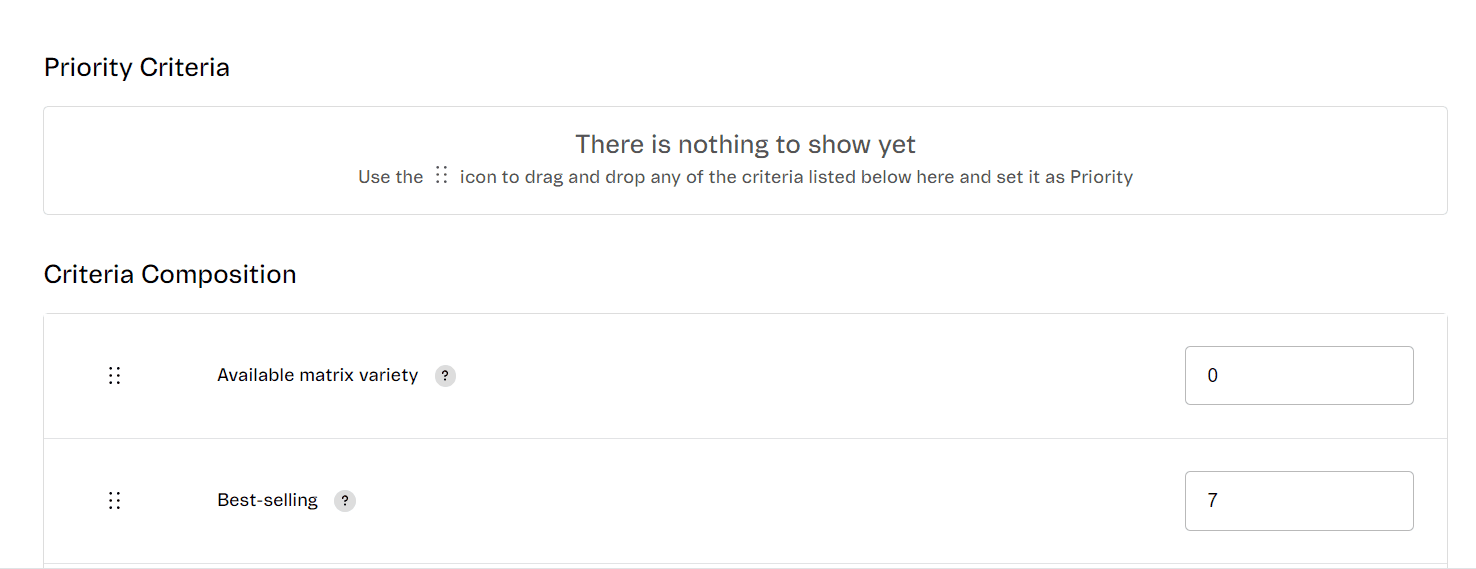 Priority Criteria
There is nothing to show yet
Use the icon to drag and drop any of the criteria listed below here and set it as Priority
Criteria Composition
Available matrix variety ? 0
Best-selling ? 7